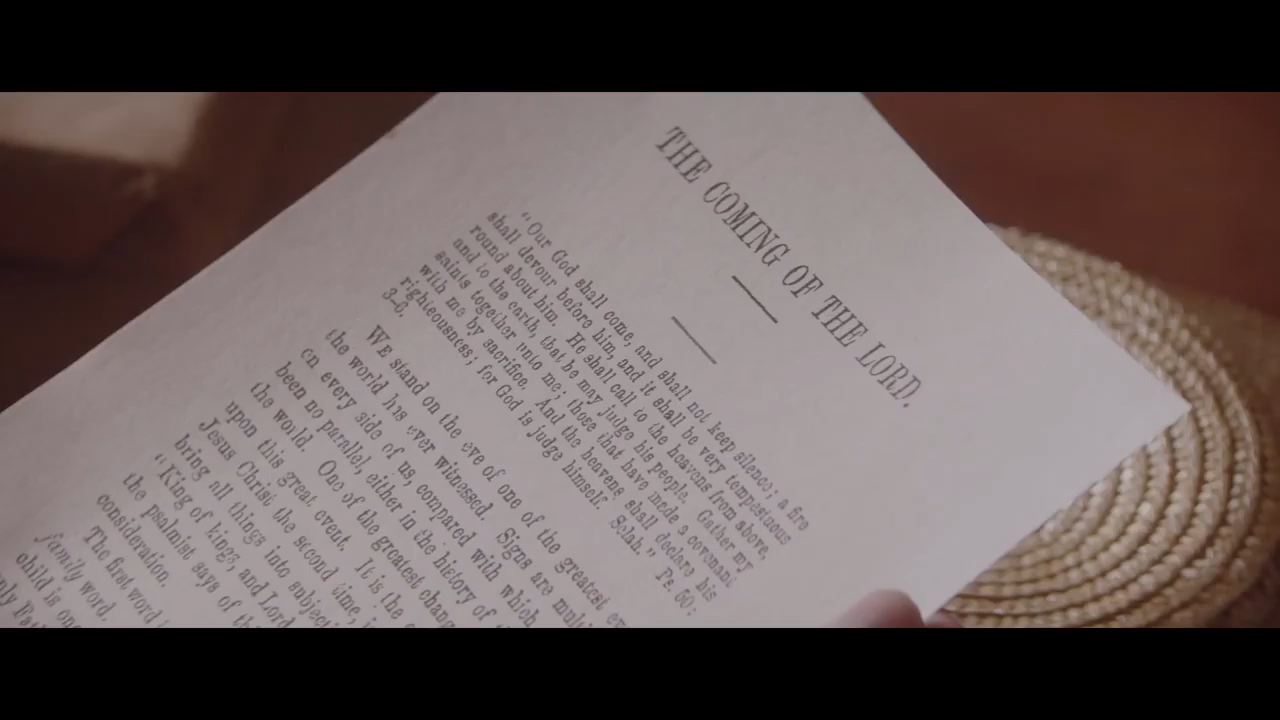 THE COMING OF THE LORD.
"Our God shall come, and shall not keep silence; a fire
shall devour before him, and it shall be very tempestuous
round about him. He shall call to the heavens from above,
and to the earth, that he may judge his people. Gather my
saints together unto me; those that have made a covenant
with me by sacrifice. And the heavens shall declare his
righteousness; for God is judge himself. Selah." Ps. 50:
3-6.
WE stand on the eve of one of the greatest
the world has ever witnessed. Signs are
on every side of us, compared with which
been no parallel, either in the history of
the world. One of the greatest
upon this great event. It is the
Jesus Christ the second time,
bring all things into
"King of kings, and Lord
the psalmist says of
consideration.
The first word
family word.
child is